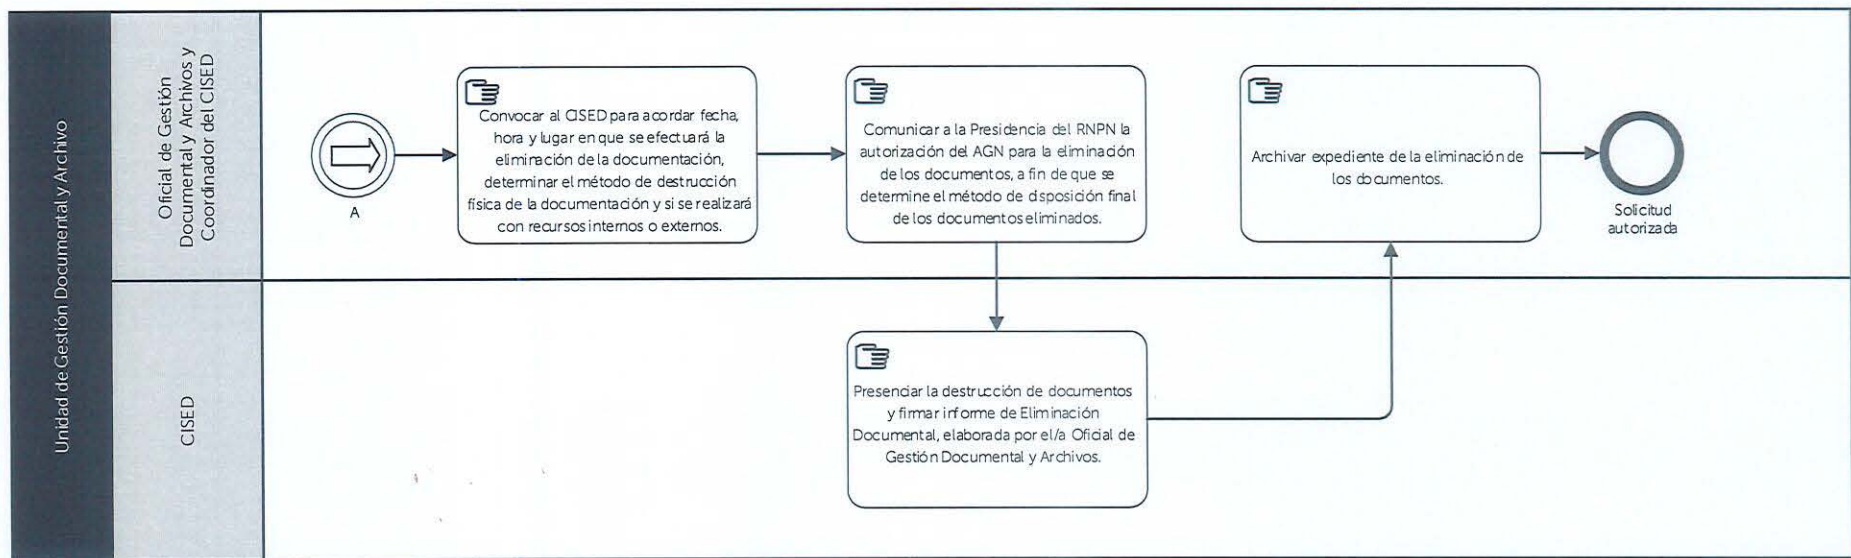 Unidad de Gestión Documental y Archivo
Oficial de Gestión
Documental y Archivos y
Coordinador del CISED
A
Convocar al CISED para acordar fecha,
hora y lugar en que se efectuará la
eliminación de la documentación,
determinar el método de destrucción
física de la documentación y si se realizará
con recursos internos o externos.
Comunicar a la Presidencia del RNPN la
autorización del AGN para la eliminación
de los documentos, a fin de que se
determine el método de disposición final
de los documentos eliminados.
Archivar expediente de la eliminación de
los documentos.
Solicitud
autorizada
CISED
Presenciar la destrucción de documentos
y firmar informe de Eliminación
Documental, elaborada por el/a Oficial de
Gestión Documental y Archivos.